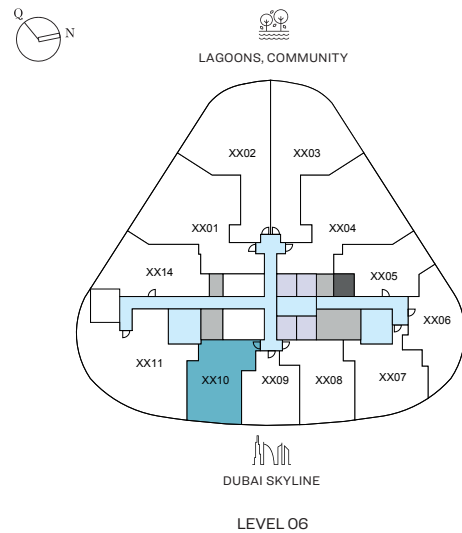 Q
N
LAGOONS, COMMUNITY
XX02
XX03
XX01
XX04
XX14
XX05
XX06
XX11
XX10
XX09
XX08
XX07
DUBAI SKYLINE
LEVEL 06